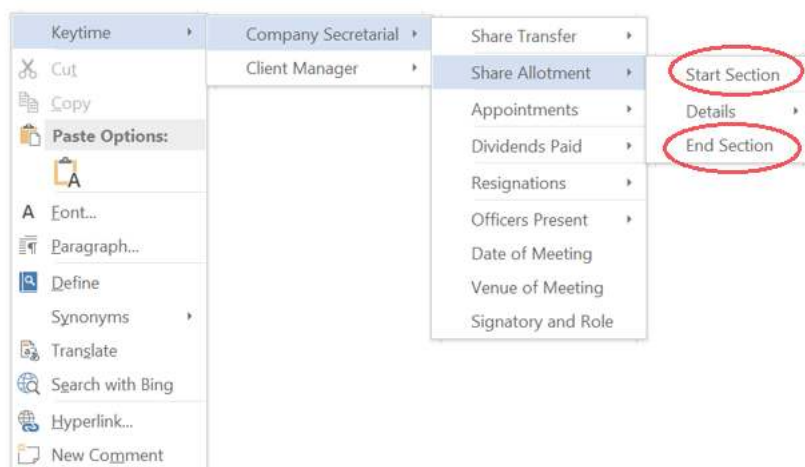 Keytime
Cut
Copy
Paste Options:
A
A Font...
Paragraph...
Define
Synonyms
Translate
Search with Bing
Hyperlink...
New Comment
Company Secretarial
Client Manager
Share Transfer
Share Allotment
Appointments
Dividends Paid
Resignations
Officers Present
Date of Meeting
Venue of Meeting
Signatory and Role
Start Section
Details
End Section